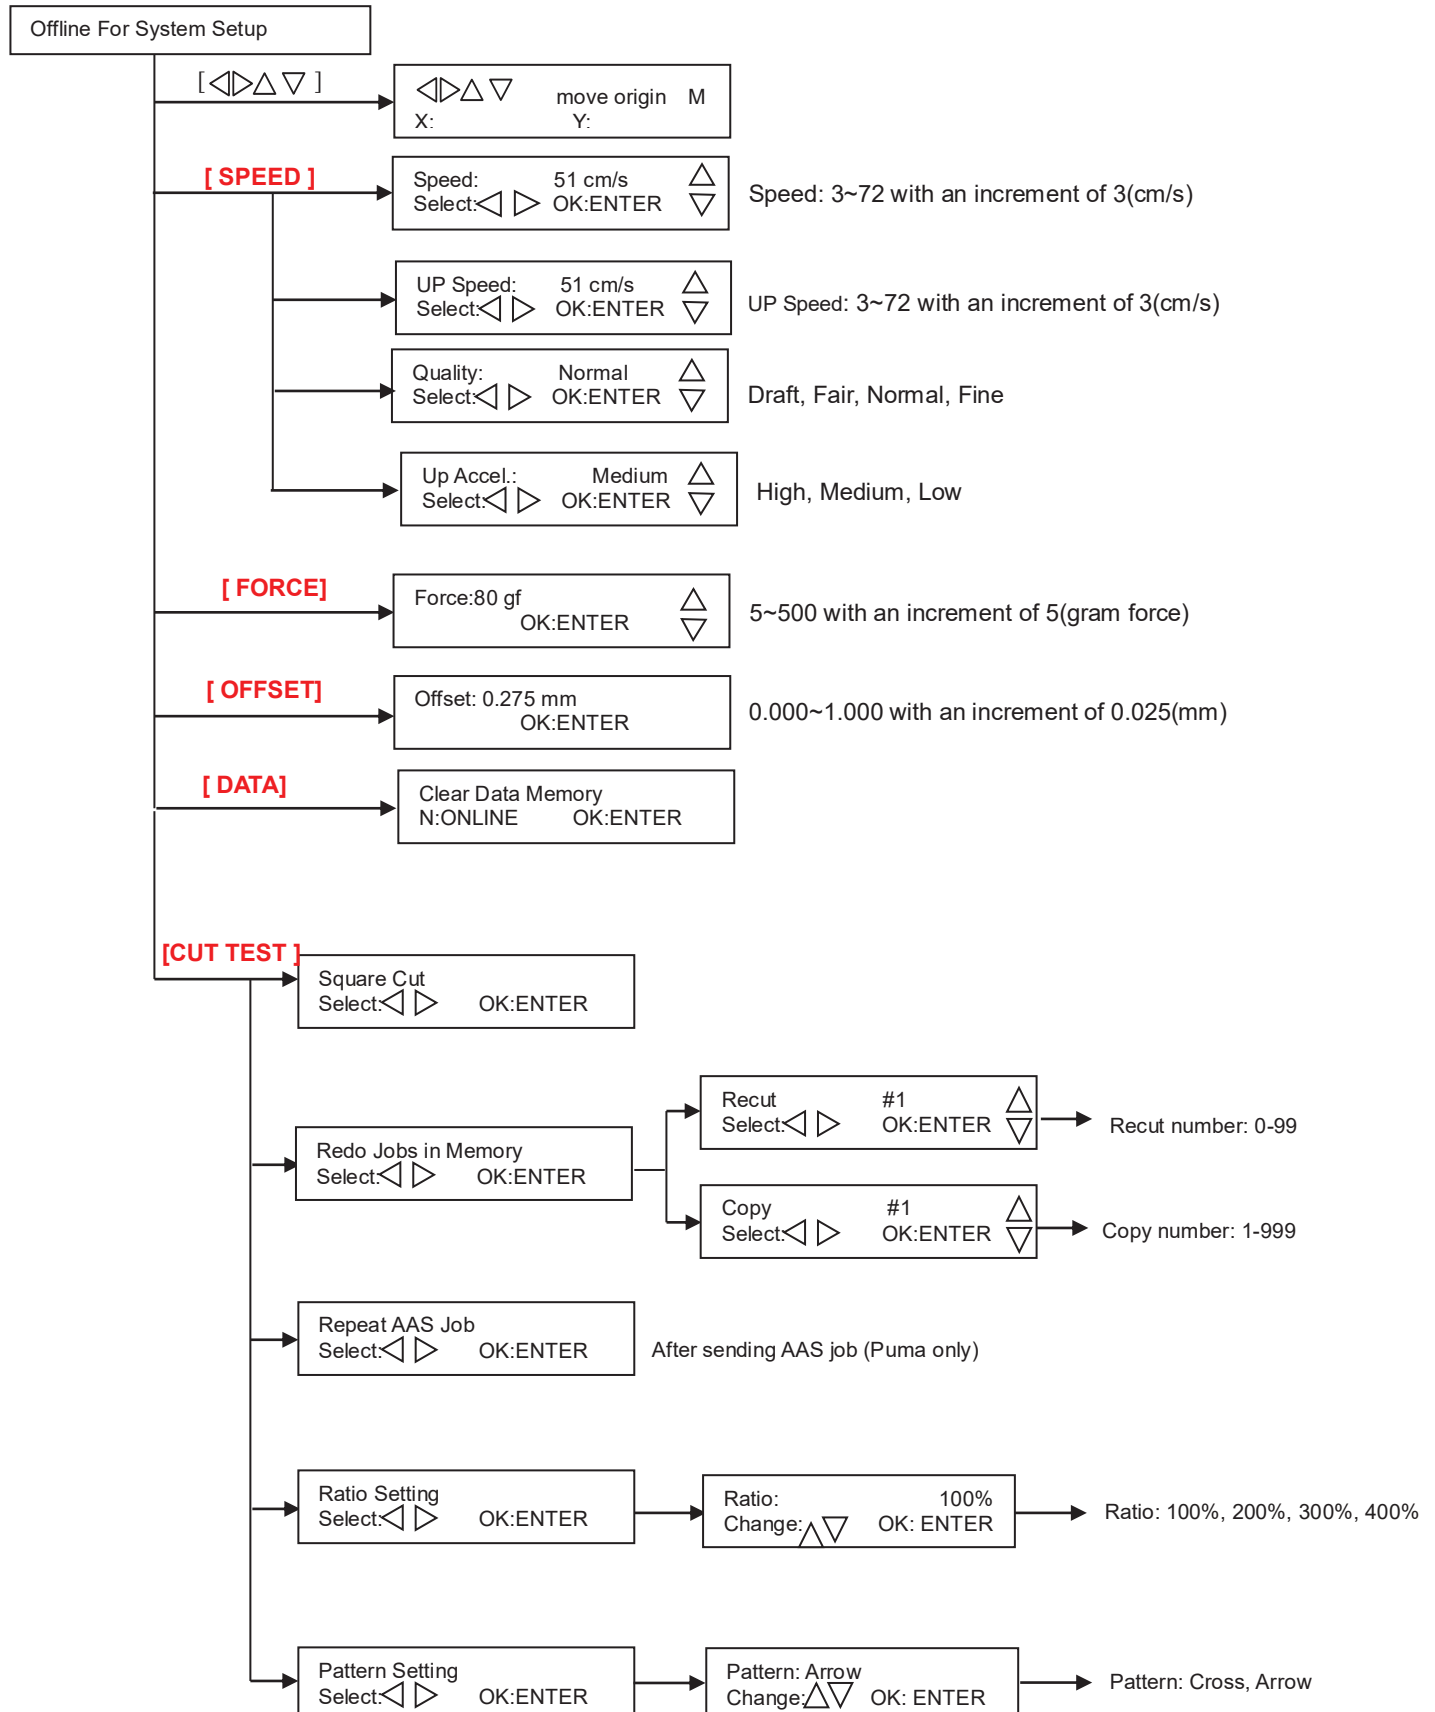 Offline For System Setup
[ ◁▷△▽ ]
◁▷△▽ move origin M
X: Y:
[ SPEED ]
Speed: 51 cm/s △
Select:◁ ▷ OK:ENTER ▽
Speed: 3~72 with an increment of 3(cm/s)
UP Speed: 51 cm/s △
Select:◁ ▷ OK:ENTER ▽
UP Speed: 3~72 with an increment of 3(cm/s)
Quality: Normal △
Select:◁ ▷ OK:ENTER ▽
Draft, Fair, Normal, Fine
Up Accel.: Medium △
Select:◁ ▷ OK:ENTER ▽
High, Medium, Low
[ FORCE]
Force:80 gf △
OK:ENTER ▽
5~500 with an increment of 5(gram force)
[ OFFSET]
Offset: 0.275 mm
OK:ENTER
0.000~1.000 with an increment of 0.025(mm)
[ DATA]
Clear Data Memory
N:ONLINE OK:ENTER
[CUT TEST ]
Square Cut
Select:◁ ▷ OK:ENTER
Redo Jobs in Memory
Select:◁ ▷ OK:ENTER
Recut #1 △
Select:◁ ▷ OK:ENTER ▽
Recut number: 0-99
Copy #1 △
Select:◁ ▷ OK:ENTER ▽
Copy number: 1-999
Repeat AAS Job
Select:◁ ▷ OK:ENTER
After sending AAS job (Puma only)
Ratio Setting
Select:◁ ▷ OK:ENTER
Ratio: 100%
Change:△▽ OK: ENTER
Ratio: 100%, 200%, 300%, 400%
Pattern Setting
Select:◁ ▷ OK:ENTER
Pattern: Arrow
Change:△▽ OK: ENTER
Pattern: Cross, Arrow